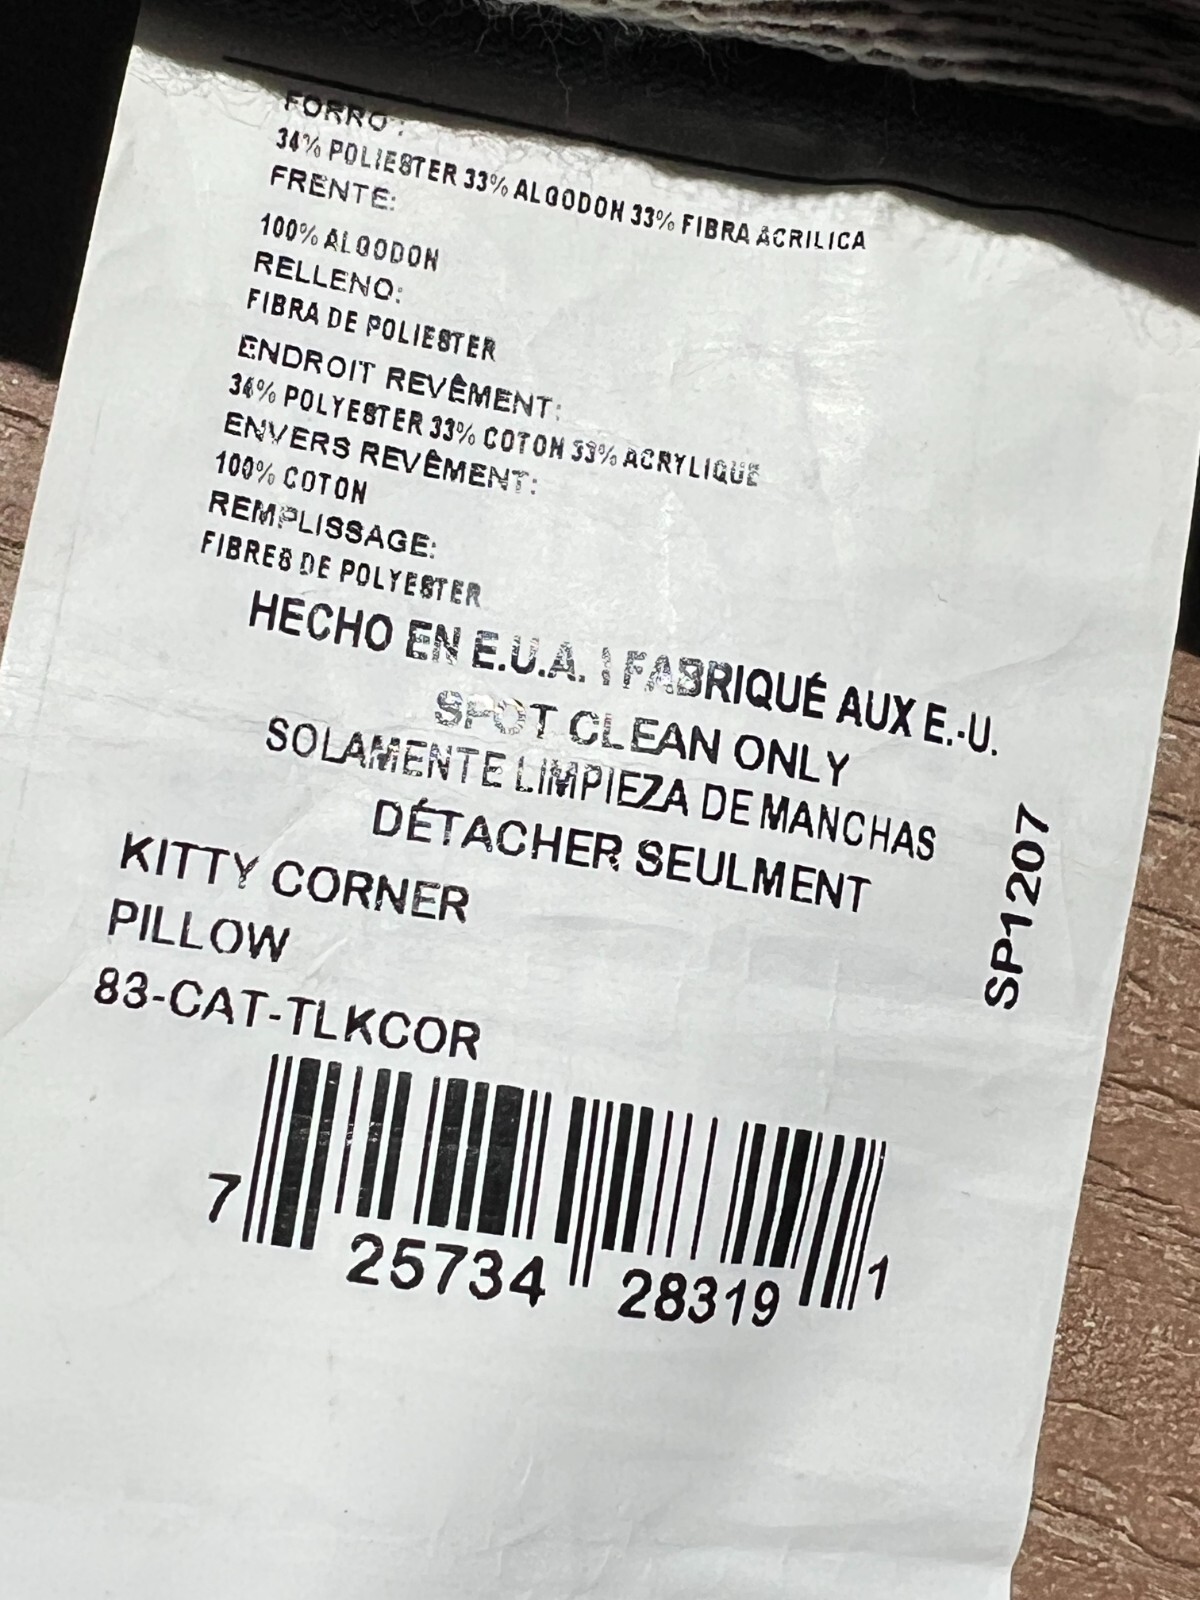 FORRO:
34% POLIESTER 33% ALGODON 33% FIBRA ACRILICA
FRENTE:
100% ALGODON
RELLENO:
FIBRA DE POLIESTER
ENDROIT REVÊMENT:
34% POLYESTER 33% COTON 33% ACRYLIQUE
ENVERS REVÊMENT:
100% COTON
REMPLISSAGE:
FIBRES DE POLYESTER
HECHO EN E.U.A. I FABRIQUÉ AUX E.-U.
SPOT CLEAN ONLY
SOLAMENTE LIMPIEZA DE MANCHAS
DÉTACHER SEULMENT
SP1207
KITTY CORNER
PILLOW
83-CAT-TLKCOR
7 25734 28319 1